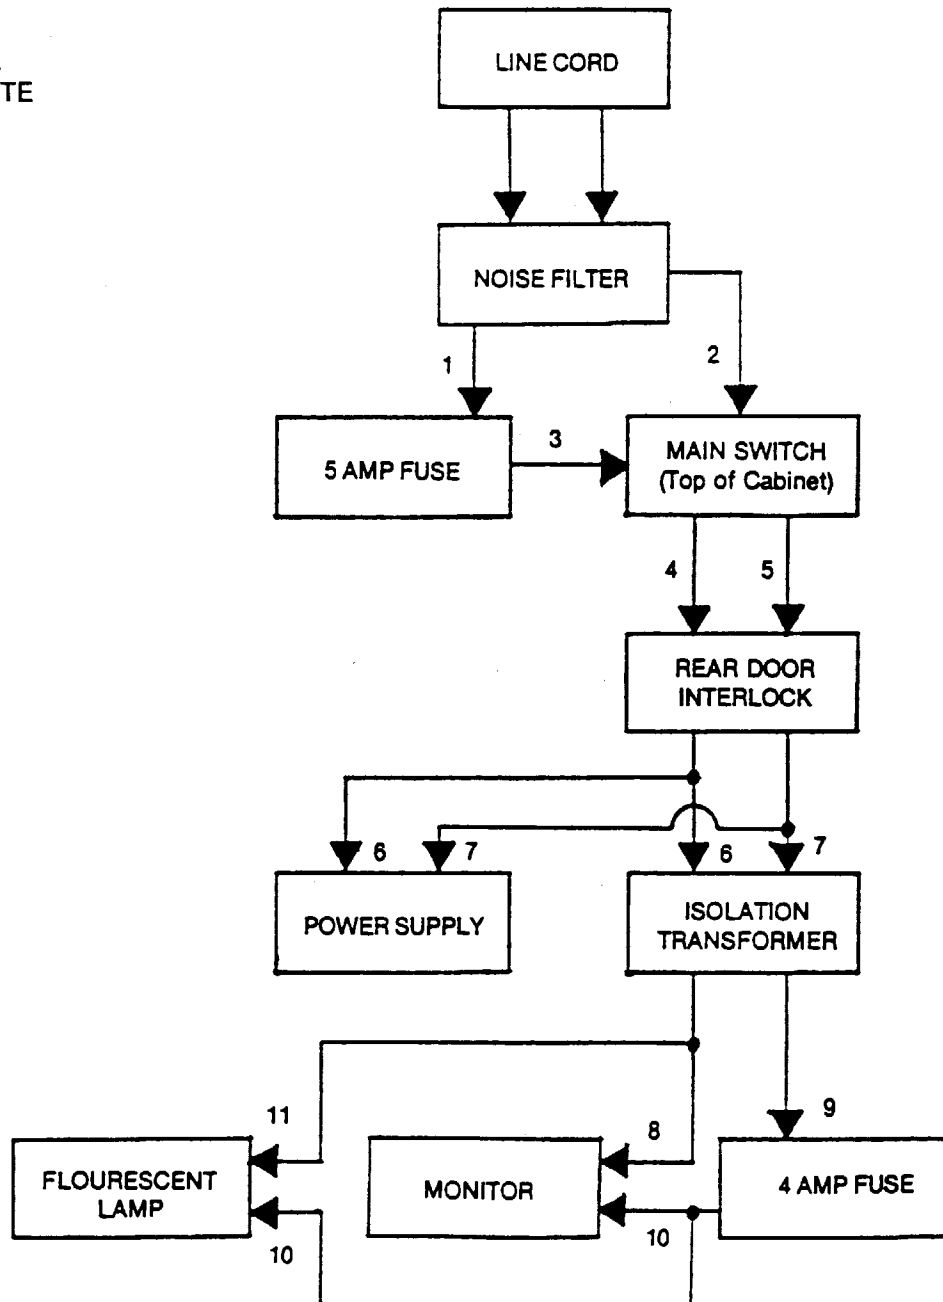 TE
LINE CORD
NOISE FILTER
1
2
5 AMP FUSE
3
MAIN SWITCH
(Top of Cabinet)
4
5
REAR DOOR
INTERLOCK
6
7
6
7
POWER SUPPLY
ISOLATION
TRANSFORMER
11
8
9
FLOURESCENT
LAMP
MONITOR
4 AMP FUSE
10
10